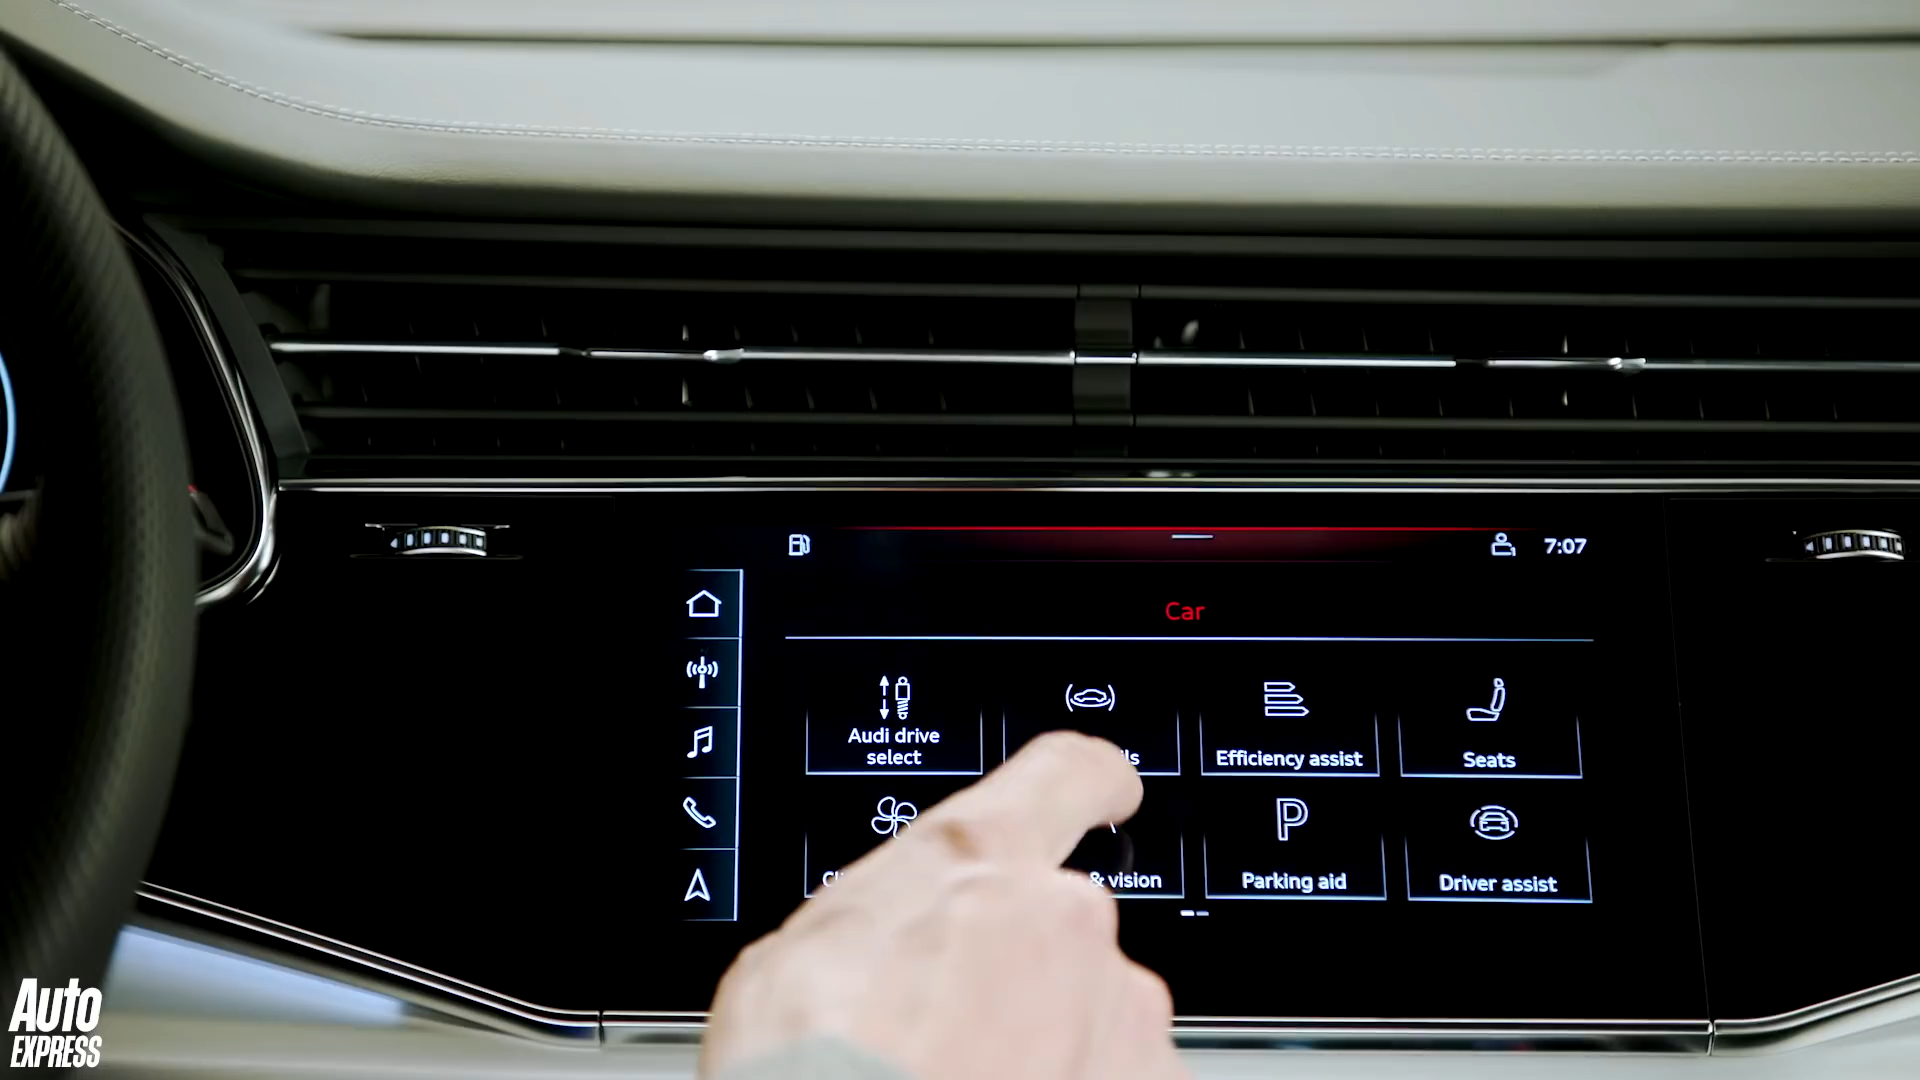 7:07
Car
Audi drive
select
Efficiency assist
Seats
& vision
P
Parking aid
Driver assist
Auto
EXPRESS